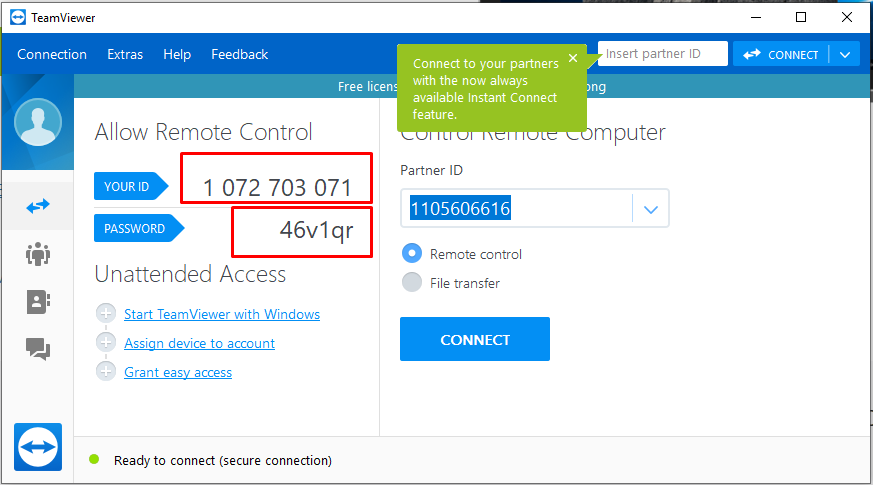 TeamViewer
Connection Extras Help Feedback
Insert partner ID
CONNECT
Connect to your partners
with the now always
available Instant Connect
feature.
Free licens
ong
Allow Remote Control
YOUR ID 1 072 703 071
PASSWORD 46v1qr
Unattended Access
Start TeamViewer with Windows
Assign device to account
Grant easy access
Control Remote Computer
Partner ID
1105606616
Remote control
File transfer
CONNECT
Ready to connect (secure connection)